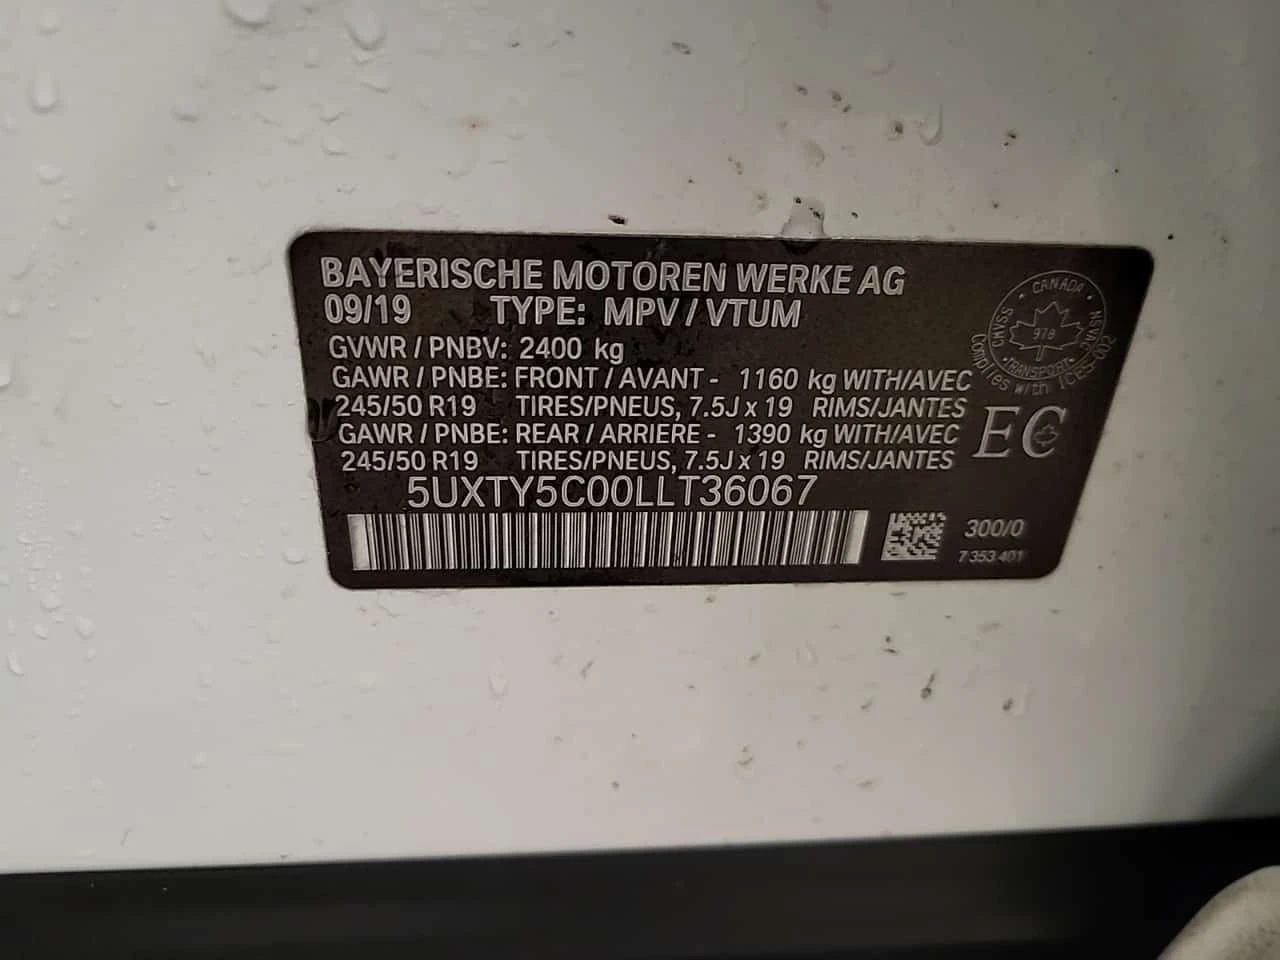 BAYERISCHE MOTOREN WERKE AG
09/19 TYPE: MPV / VTUM
GVWR / PNBV: 2400 kg
GAWR / PNBE: FRONT / AVANT - 1160 kg WITH/AVEC
245/50 R19 TIRES/PNEUS, 7.5J x 19 RIMS/JANTES
GAWR / PNBE: REAR / ARRIERE - 1390 kg WITH/AVEC
245/50 R19 TIRES/PNEUS, 7.5J x 19 RIMS/JANTES
5UXTY5C00LLT36067
CANADA
CMVSS
NSVAC
978
TRANSPORT
Complies with ICES-002
EC
300/0
7 353 401